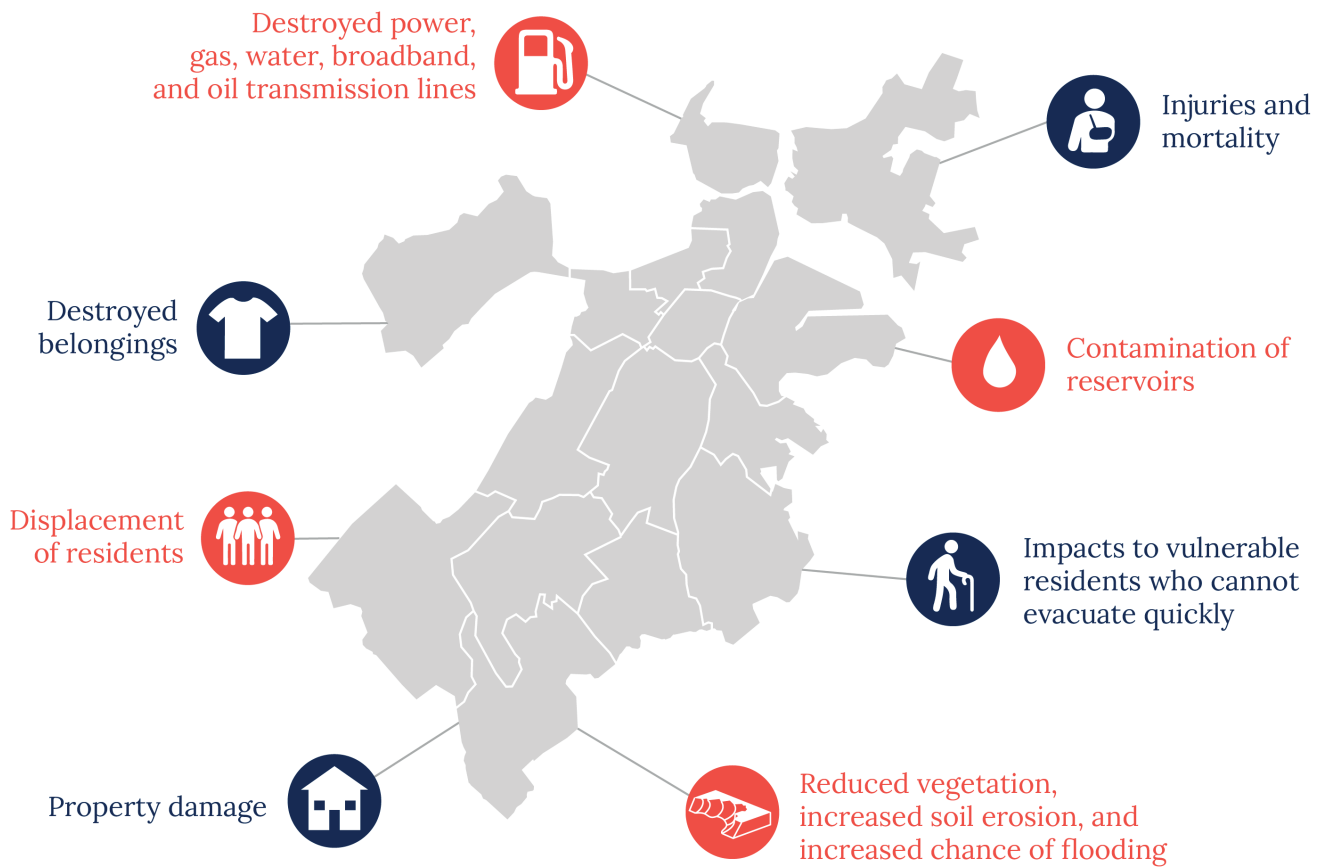 Destroyed power,
gas, water, broadband,
and oil transmission lines
Injuries and
mortality
Destroyed
belongings
Contamination of
reservoirs
Displacement
of residents
Impacts to vulnerable
residents who cannot
evacuate quickly
Property damage
Reduced vegetation,
increased soil erosion, and
increased chance of flooding